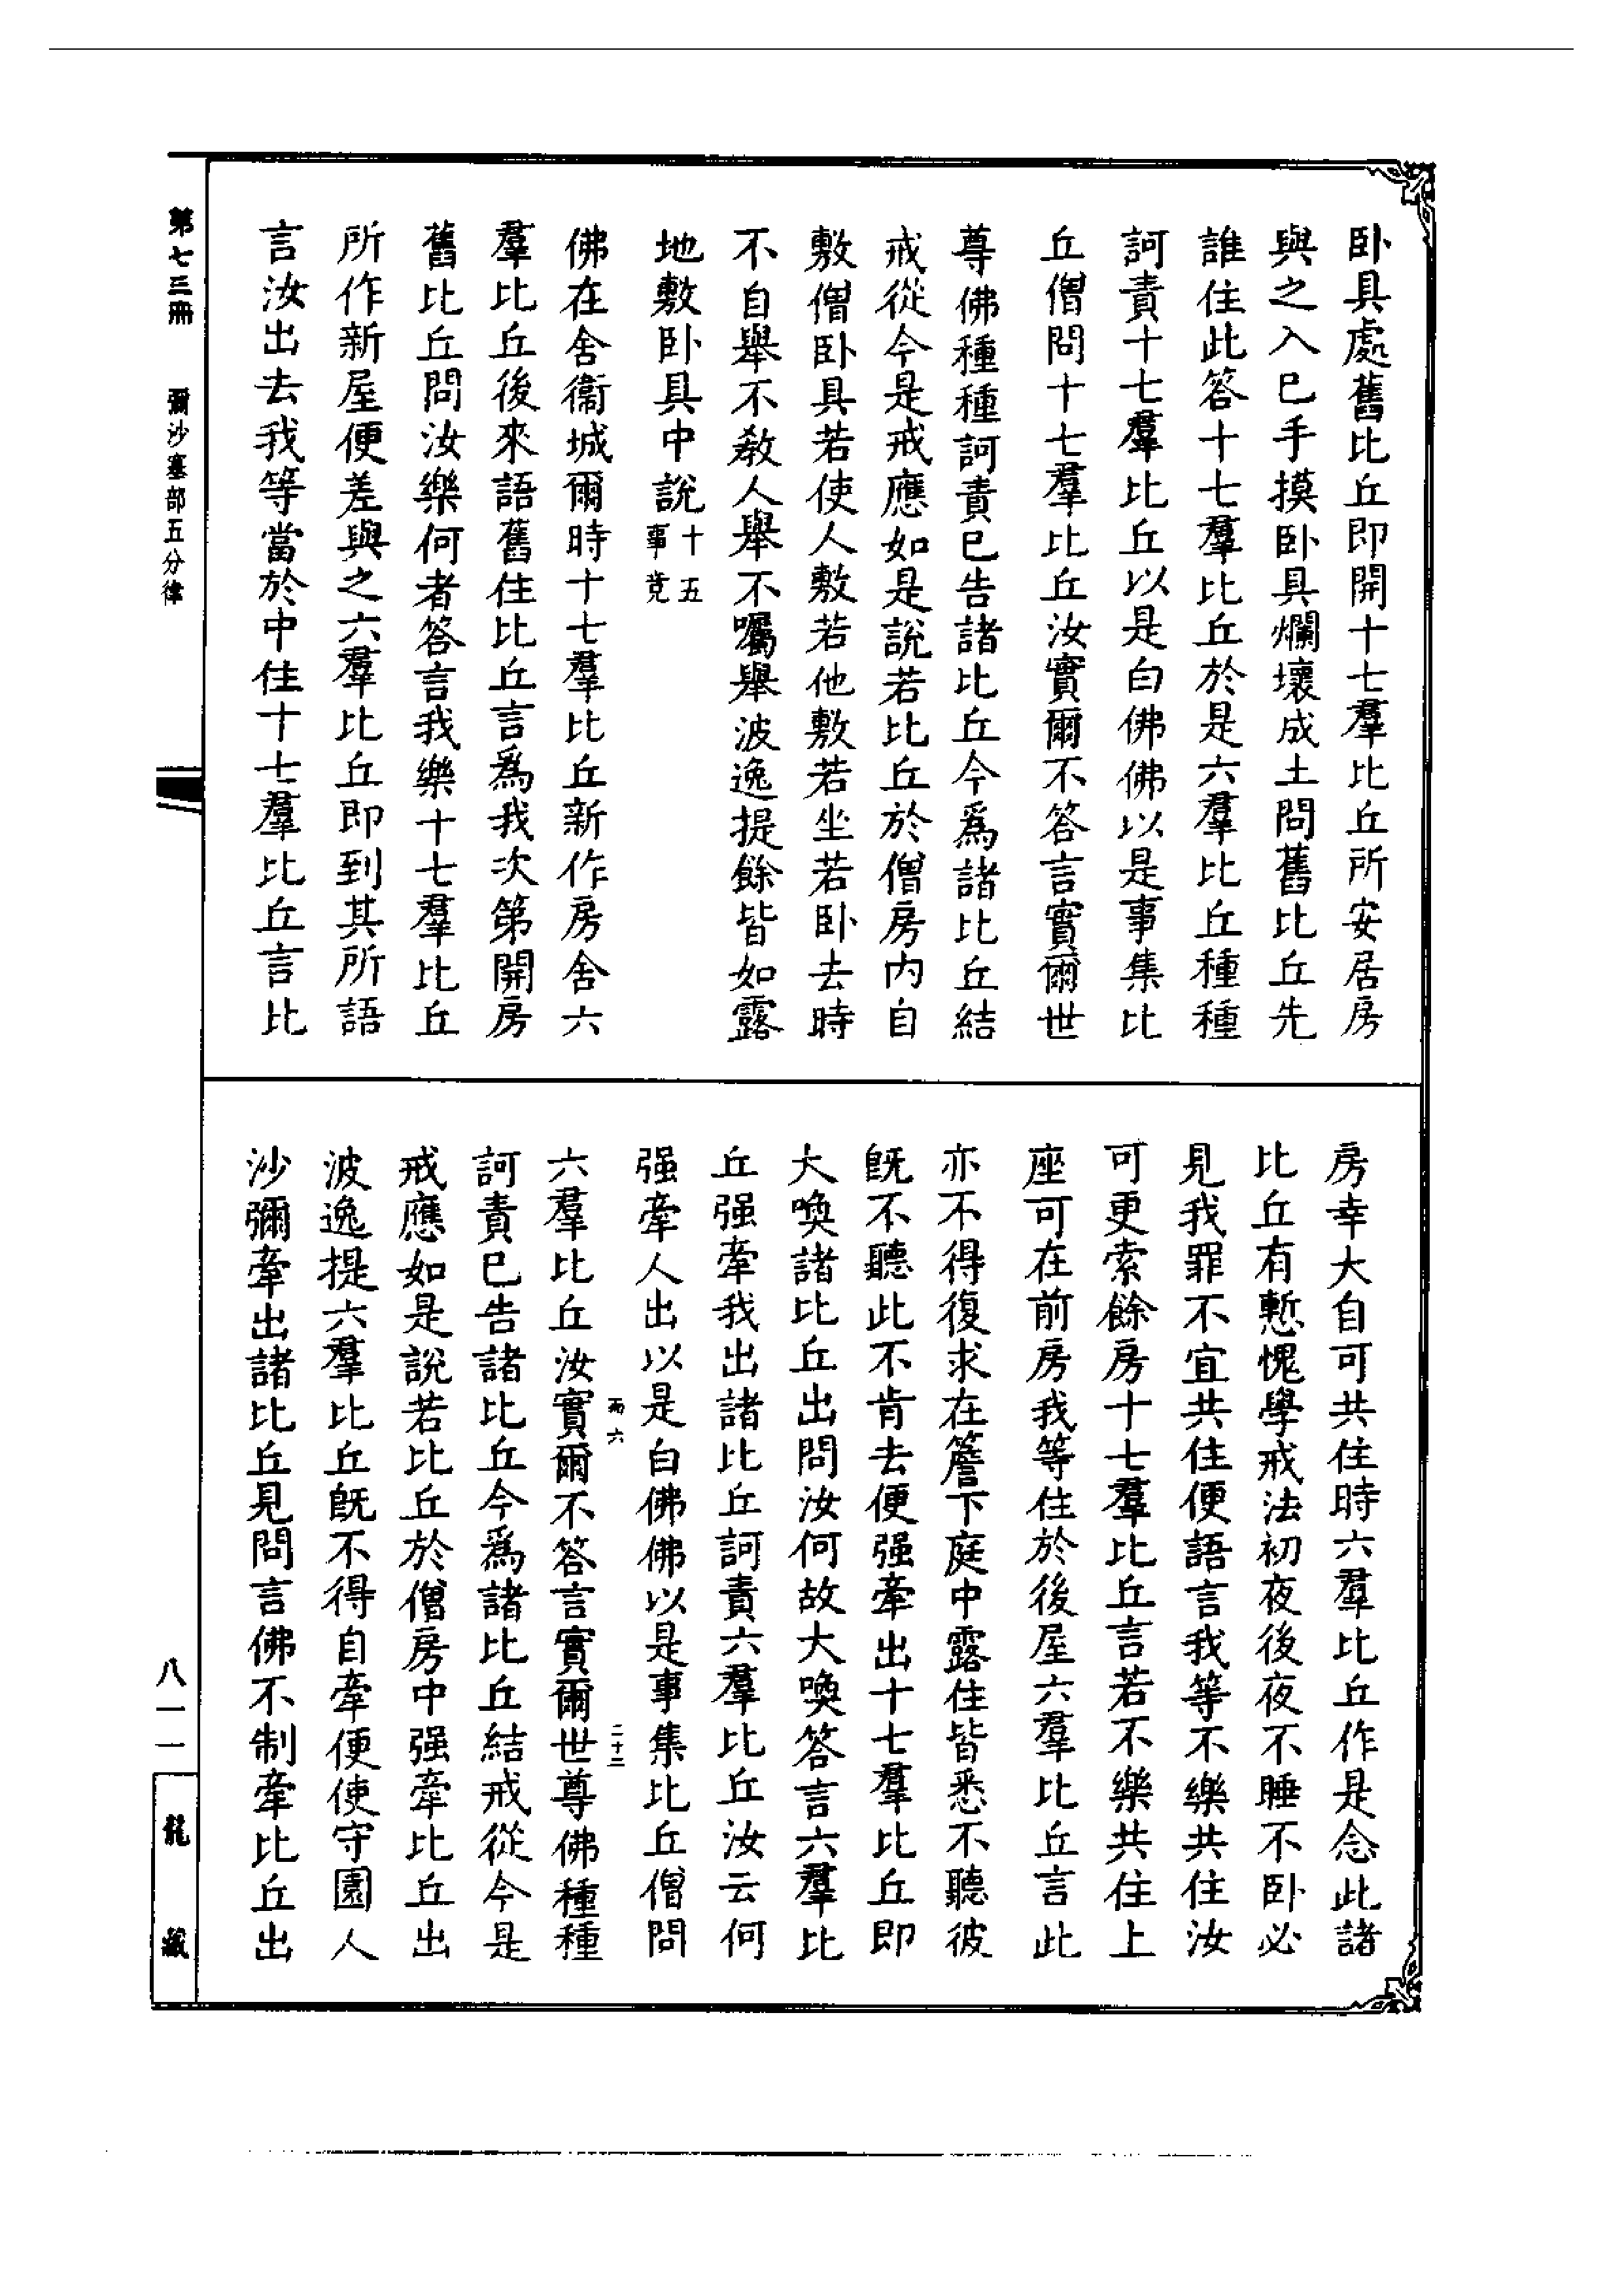 卧具處舊比丘即開十七羣比丘所安居房
與之入已手摸卧具爛壞成土問舊比丘先
誰住此答十七羣比丘於是六羣比丘種種
訶責十七羣比丘以是白佛佛以是事集比
丘僧問十七羣比丘汝實爾不答言實爾世
尊佛種種訶責已告諸比丘今爲諸比丘結
戒從今是戒應如是說若比丘於僧房內自
敷僧卧具若使人敷若他敷若坐若卧去時
不自舉不教人舉不囑舉波逸提餘皆如露
地敷卧具中說十五事竟
佛在舍衞城爾時十七羣比丘新作房舍六
羣比丘後來語舊住比丘言爲我次第開房
舊比丘問汝樂何者答言我樂十七羣比丘
所作新屋便差與之六羣比丘即到其所語
言汝出去我等當於中住十七羣比丘言比
房幸大自可共住時六羣比丘作是念此諸
比丘有慙愧學戒法初夜後夜不睡不卧必
見我罪不宜共住便語言我等不樂共住汝
可更索餘房十七羣比丘言若不樂共住上
座可在前房我等住於後屋六羣比丘言此
亦不得復求在簷下庭中露住皆悉不聽彼
旣不聽此不肯去便强牽出十七羣比丘即
大喚諸比丘出問汝何故大喚答言六羣比
丘强牽我出諸比丘訶責六羣比丘汝云何
强牽人出以是白佛佛以是事集比丘僧問
六羣比丘汝實爾不答言實爾世尊佛種種
訶責已告諸比丘今爲諸比丘結戒從今是
戒應如是說若比丘於僧房中强牽比丘出
波逸提六羣比丘旣不得自牽便使守園人
沙彌牽出諸比丘見問言佛不制牽比丘出
第七三冊 彌沙塞部五分律
八一一
龍藏
二十二